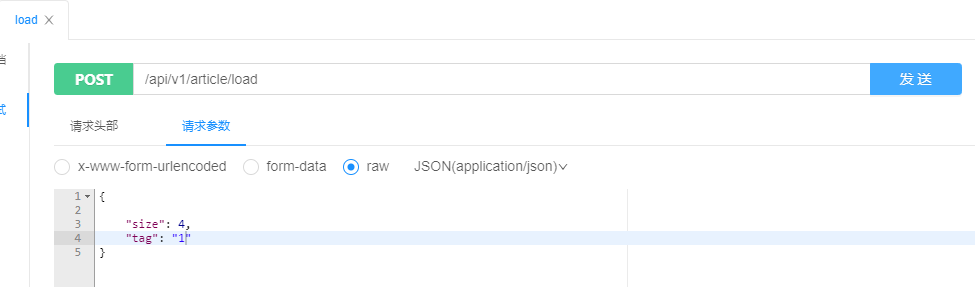 load
档
POST /api/v1/article/load 发 送
试
请求头部 请求参数
x-www-form-urlencoded form-data raw JSON(application/json)
1 {
2
3 "size": 4,
4 "tag": "1"
5 }